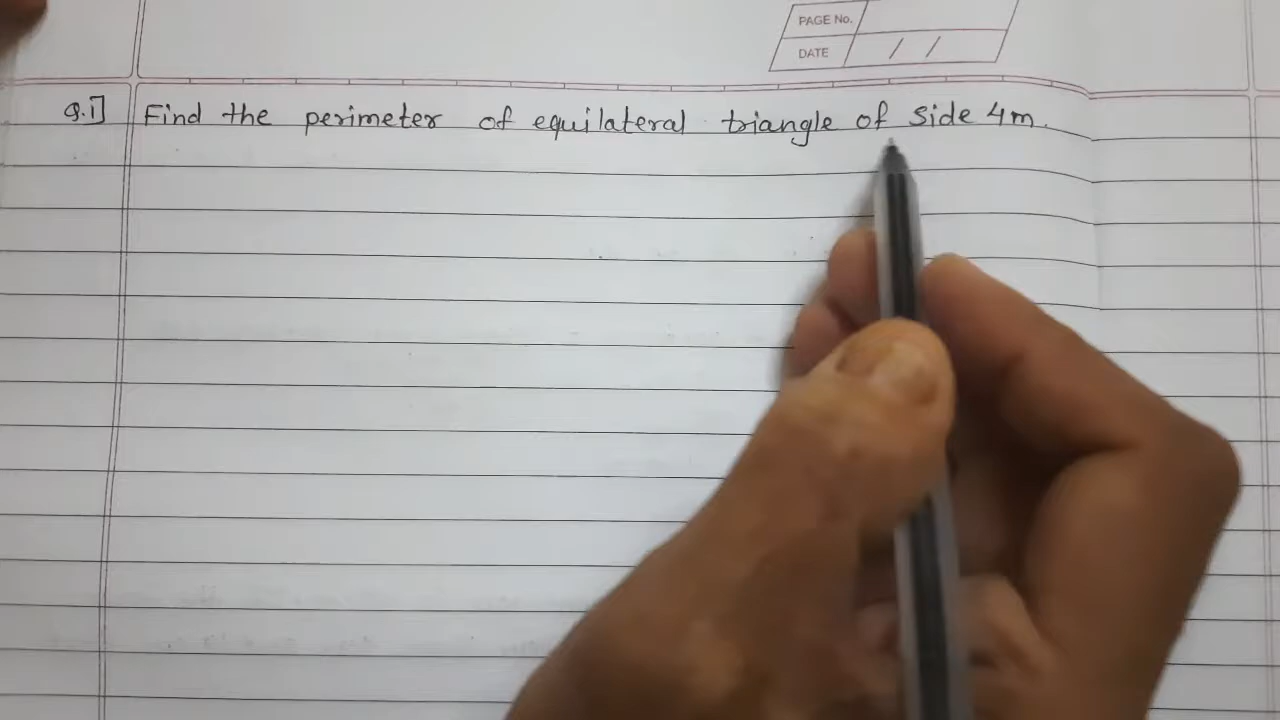 PAGE No.
DATE / /
Q.1] Find the perimeter of equilateral triangle of side 4m.